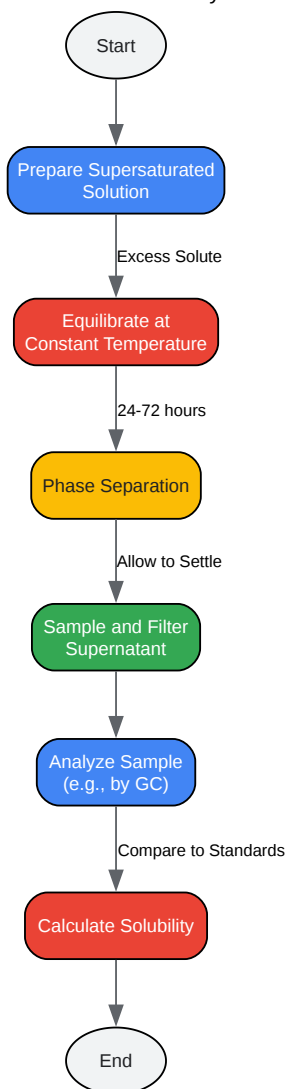 Start
Prepare Supersaturated
Solution
Excess Solute
Equilibrate at
Constant Temperature
24-72 hours
Phase Separation
Allow to Settle
Sample and Filter
Supernatant
Analyze Sample
(e.g., by GC)
Compare to Standards
Calculate Solubility
End